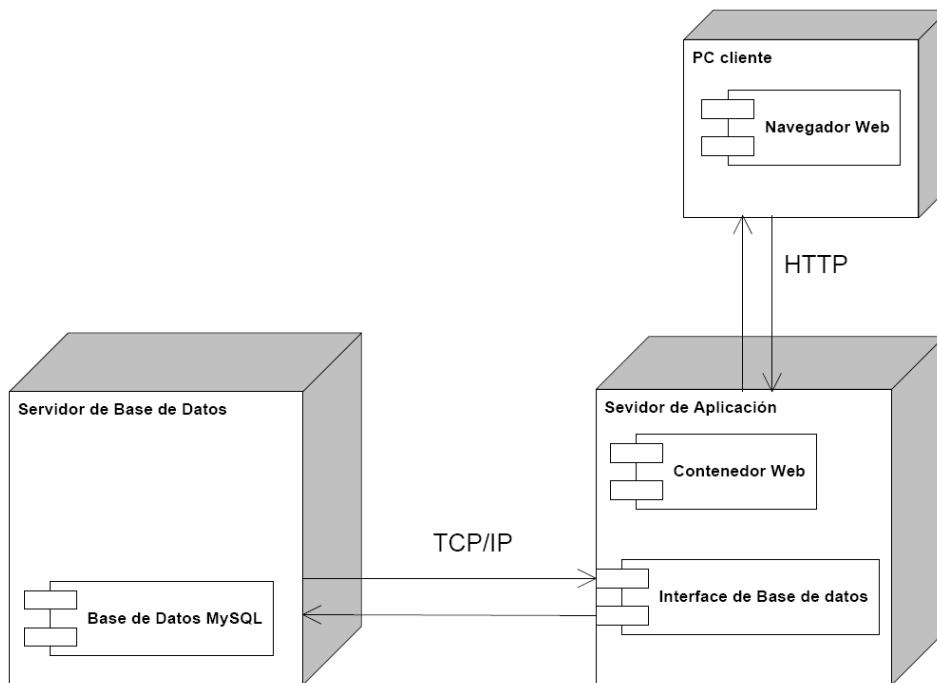 PC cliente
Navegador Web
HTTP
Servidor de Base de Datos
Sevidor de Aplicación
Contenedor Web
TCP/IP
Base de Datos MySQL
Interface de Base de datos